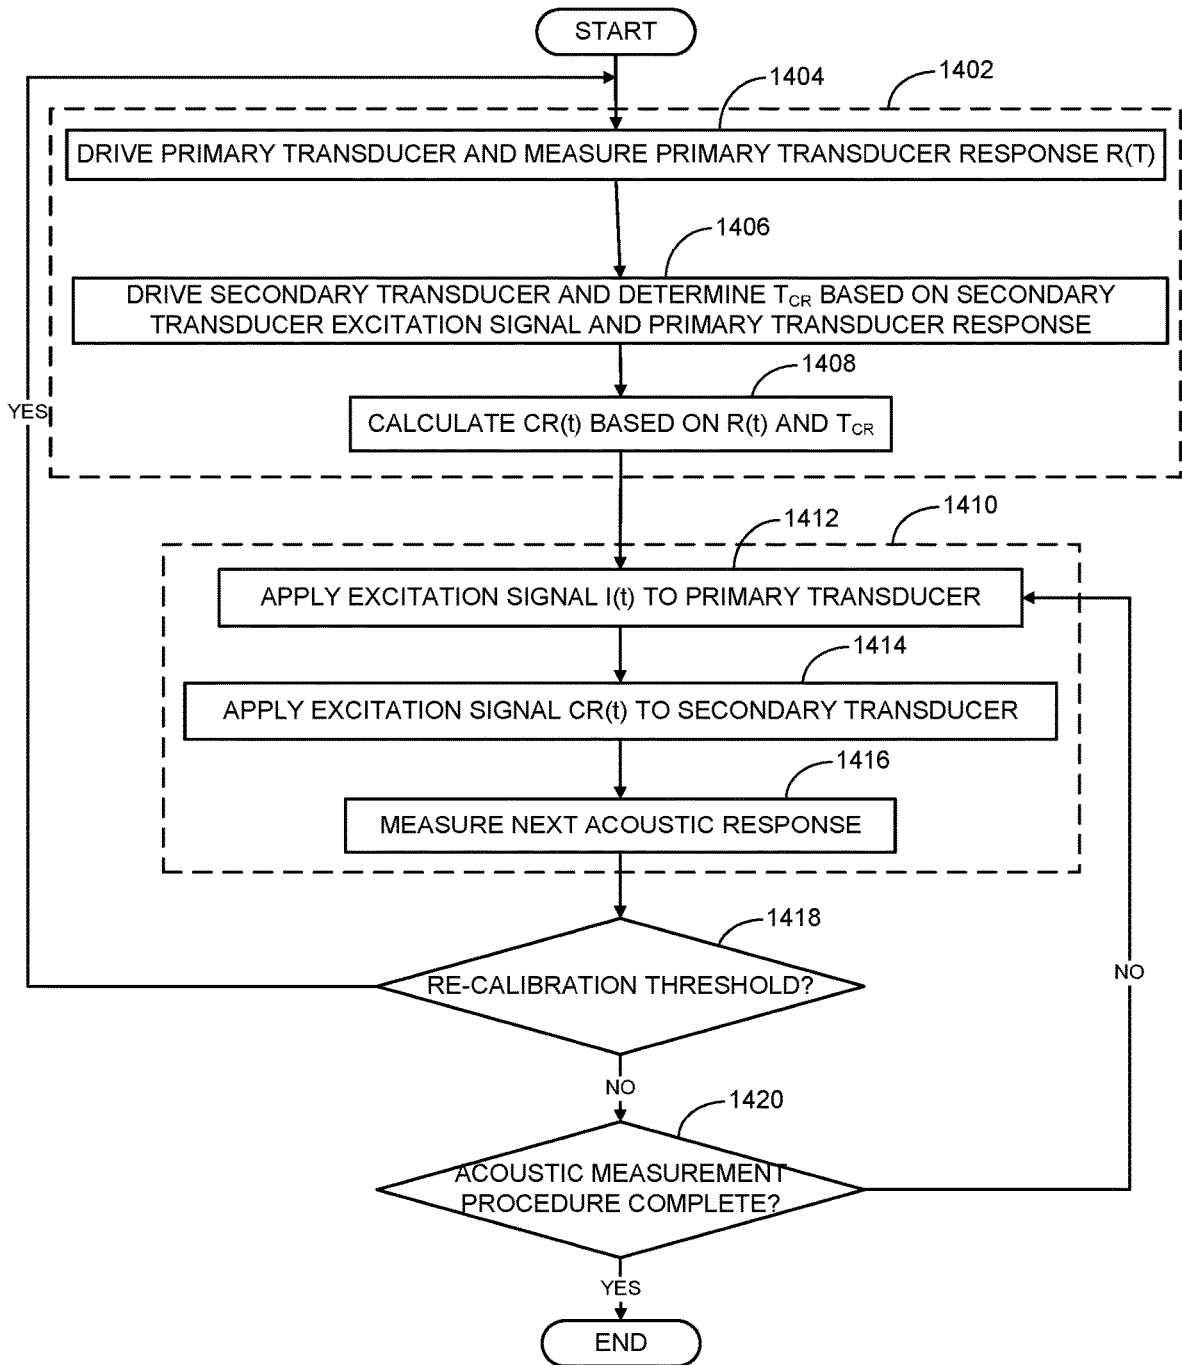 START
1404
1402
DRIVE PRIMARY TRANSDUCER AND MEASURE PRIMARY TRANSDUCER RESPONSE R(T)
1406
DRIVE SECONDARY TRANSDUCER AND DETERMINE TCR BASED ON SECONDARY
TRANSDUCER EXCITATION SIGNAL AND PRIMARY TRANSDUCER RESPONSE
1408
CALCULATE CR(t) BASED ON R(t) AND TCR
YES
1412
1410
APPLY EXCITATION SIGNAL I(t) TO PRIMARY TRANSDUCER
1414
APPLY EXCITATION SIGNAL CR(t) TO SECONDARY TRANSDUCER
1416
MEASURE NEXT ACOUSTIC RESPONSE
1418
RE-CALIBRATION THRESHOLD?
NO
NO
1420
ACOUSTIC MEASUREMENT
PROCEDURE COMPLETE?
YES
END